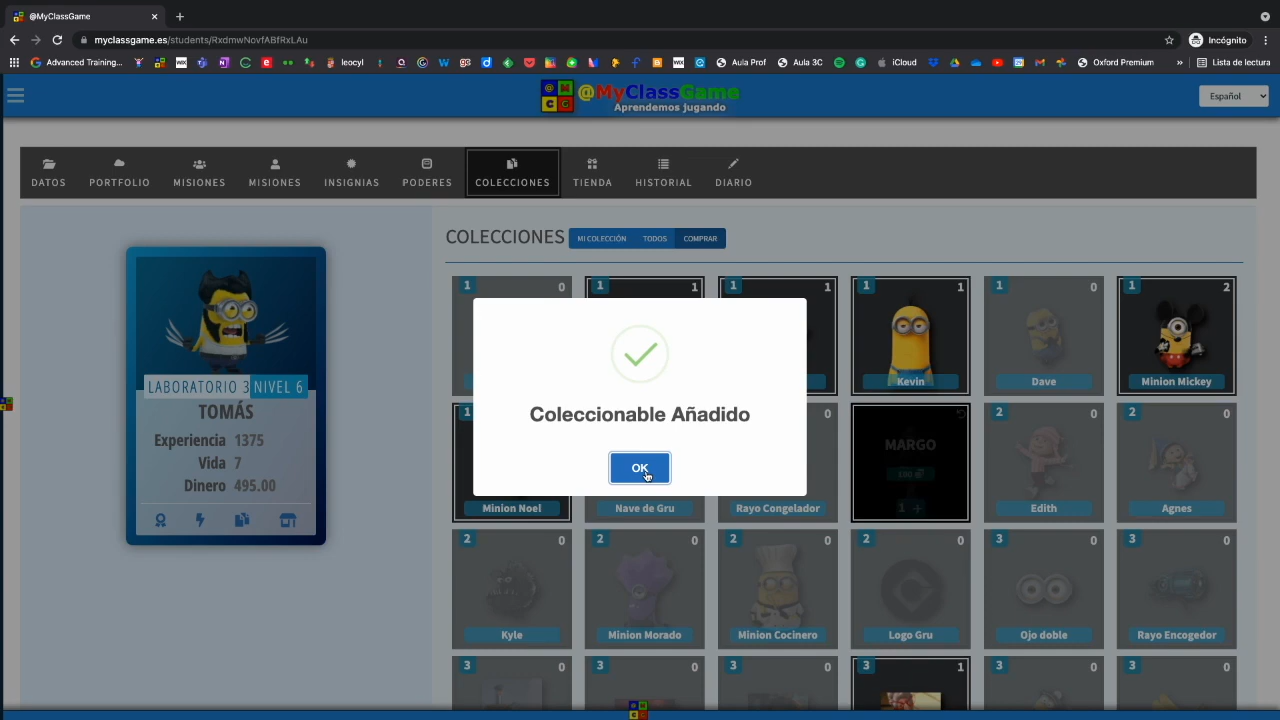 @MyClassGame
myclassgame.es/students/RxdmwNovfABfRxLAu
Incógnito
Advanced Training...
WIX
leocyl
WIX
Aula Prof
Aula 3C
iCloud
Oxford Premium
Lista de lectura
@MyClassGame
Aprendemos jugando
Español
DATOS PORTFOLIO MISIONES MISIONES INSIGNIAS PODERES COLECCIONES TIENDA HISTORIAL DIARIO
COLECCIONES MI COLECCIÓN TODOS COMPRAR
LABORATORIO 3 NIVEL 6
TOMÁS
Experiencia 1375
Vida 7
Dinero 495.00
1 0 1 1 1 1 1 1 1 0 1 2
Kevin Dave Minion Mickey
Coleccionable Añadido
OK
1 0 2 0 2 0
MARGO
100
1 +
Minion Noel Nave de Gru Rayo Congelador Edith Agnes
2 0 2 0 2 0 2 0 3 0 3 0
Kyle Minion Morado Minion Cocinero Logo Gru Ojo doble Rayo Encogedor
3 0 3 0 3 0 3 1 3 0 3 0